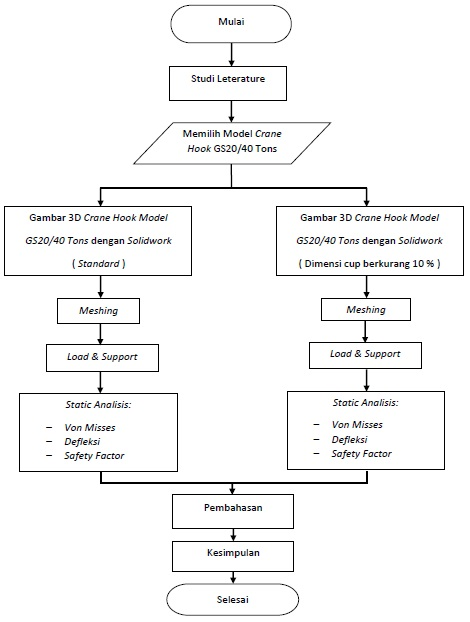 Mulai
Studi Leterature
Memilih Model Crane
Hook GS20/40 Tons
Gambar 3D Crane Hook Model
GS20/40 Tons dengan Solidwork
( Standard )
Gambar 3D Crane Hook Model
GS20/40 Tons dengan Solidwork
( Dimensi cup berkurang 10 % )
Meshing
Meshing
Load & Support
Load & Support
Static Analisis:
– Von Misses
– Defleksi
– Safety Factor
Static Analisis:
– Von Misses
– Defleksi
– Safety Factor
Pembahasan
Kesimpulan
Selesai